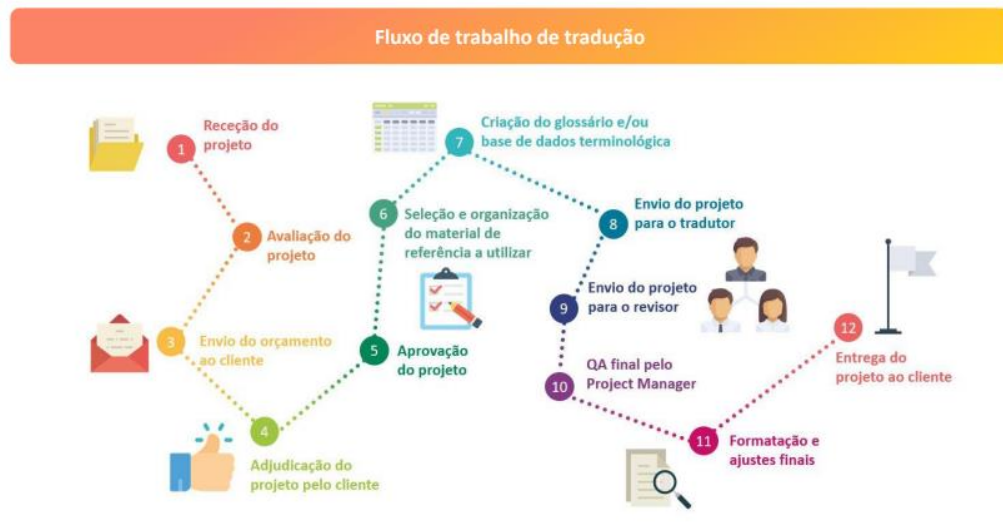 Fluxo de trabalho de tradução
1
Receção do
projeto
2
Avaliação do
projeto
3
Envio do orçamento
ao cliente
4
Adjudicação do
projeto pelo cliente
5
Aprovação
do projeto
6
Seleção e organização
do material de
referência a utilizar
7
Criação do glossário e/ou
base de dados terminológica
8
Envio do projeto
para o tradutor
9
Envio do projeto
para o revisor
10
QA final pelo
Project Manager
11
Formatação e
ajustes finais
12
Entrega do
projeto ao cliente